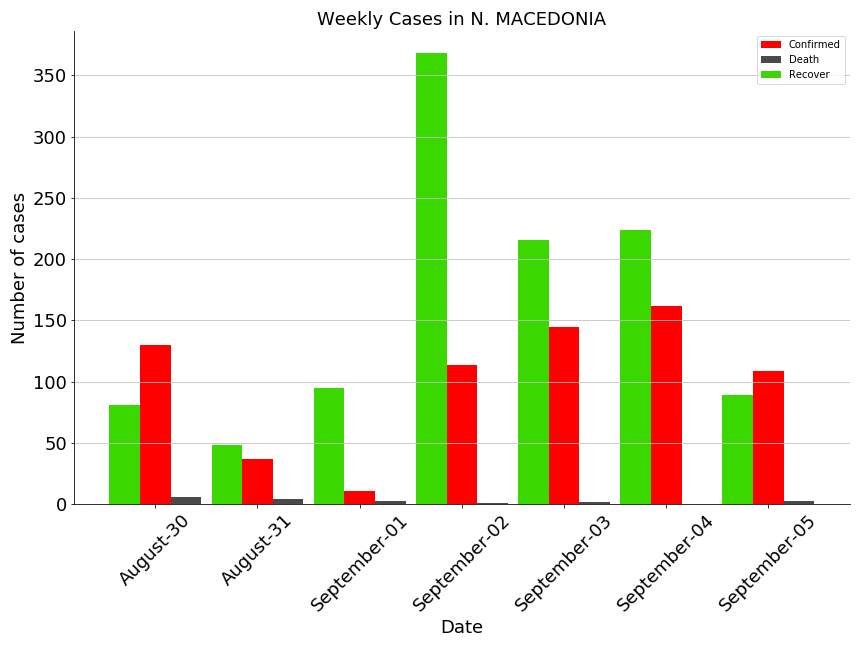 Weekly Cases in N. MACEDONIA
Confirmed
Death
Recover
Number of cases
350
300
250
200
150
100
50
0
August-30
August-31
September-01
September-02
September-03
September-04
September-05
Date